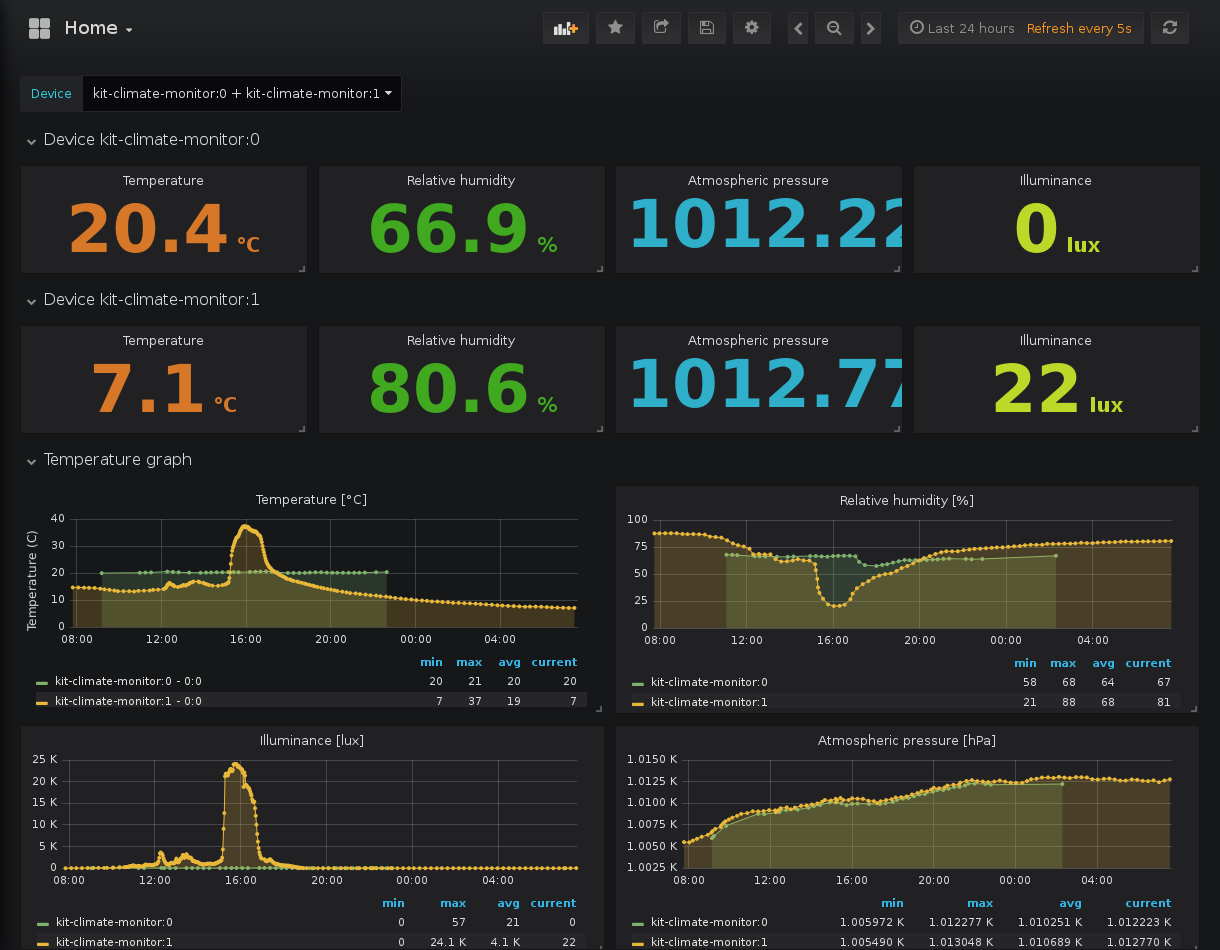 Home
Last 24 hours Refresh every 5s
Device kit-climate-monitor:0 + kit-climate-monitor:1
Device kit-climate-monitor:0
Temperature Relative humidity Atmospheric pressure Illuminance
20.4 °C 66.9 % 1012.22 0 lux
Device kit-climate-monitor:1
Temperature Relative humidity Atmospheric pressure Illuminance
7.1 °C 80.6 % 1012.77 22 lux
Temperature graph
Temperature [°C]
Temperature (C)
40
30
20
10
0
08:00 12:00 16:00 20:00 00:00 04:00
min max avg current
kit-climate-monitor:0 - 0:0 20 21 20 20
kit-climate-monitor:1 - 0:0 7 37 19 7
Relative humidity [%]
100
75
50
25
0
08:00 12:00 16:00 20:00 00:00 04:00
min max avg current
kit-climate-monitor:0 58 68 64 67
kit-climate-monitor:1 21 88 68 81
Illuminance [lux]
25 K
20 K
15 K
10 K
5 K
0
08:00 12:00 16:00 20:00 00:00 04:00
min max avg current
kit-climate-monitor:0 0 57 21 0
kit-climate-monitor:1 0 24.1 K 4.1 K 22
Atmospheric pressure [hPa]
1.0150 K
1.0125 K
1.0100 K
1.0075 K
1.0050 K
1.0025 K
08:00 12:00 16:00 20:00 00:00 04:00
min max avg current
kit-climate-monitor:0 1.005972 K 1.012277 K 1.010251 K 1.012223 K
kit-climate-monitor:1 1.005490 K 1.013048 K 1.010689 K 1.012770 K